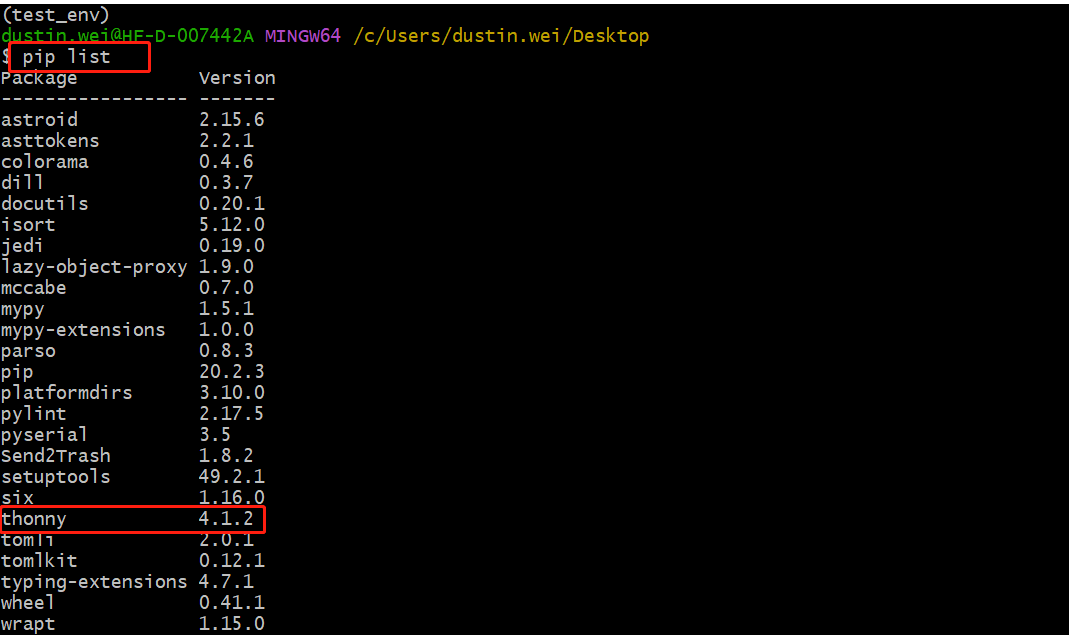 (test_env)
dustin.wei@HF-D-007442A MINGW64 /c/Users/dustin.wei/Desktop
$ pip list
Package           Version
----------------- -------
astroid           2.15.6
asttokens         2.2.1
colorama          0.4.6
dill              0.3.7
docutils          0.20.1
isort             5.12.0
jedi              0.19.0
lazy-object-proxy 1.9.0
mccabe            0.7.0
mypy              1.5.1
mypy-extensions   1.0.0
parso             0.8.3
pip               20.2.3
platformdirs      3.10.0
pylint            2.17.5
pyserial          3.5
Send2Trash        1.8.2
setuptools        49.2.1
six               1.16.0
thonny            4.1.2
tomli             2.0.1
tomlkit           0.12.1
typing-extensions 4.7.1
wheel             0.41.1
wrapt             1.15.0